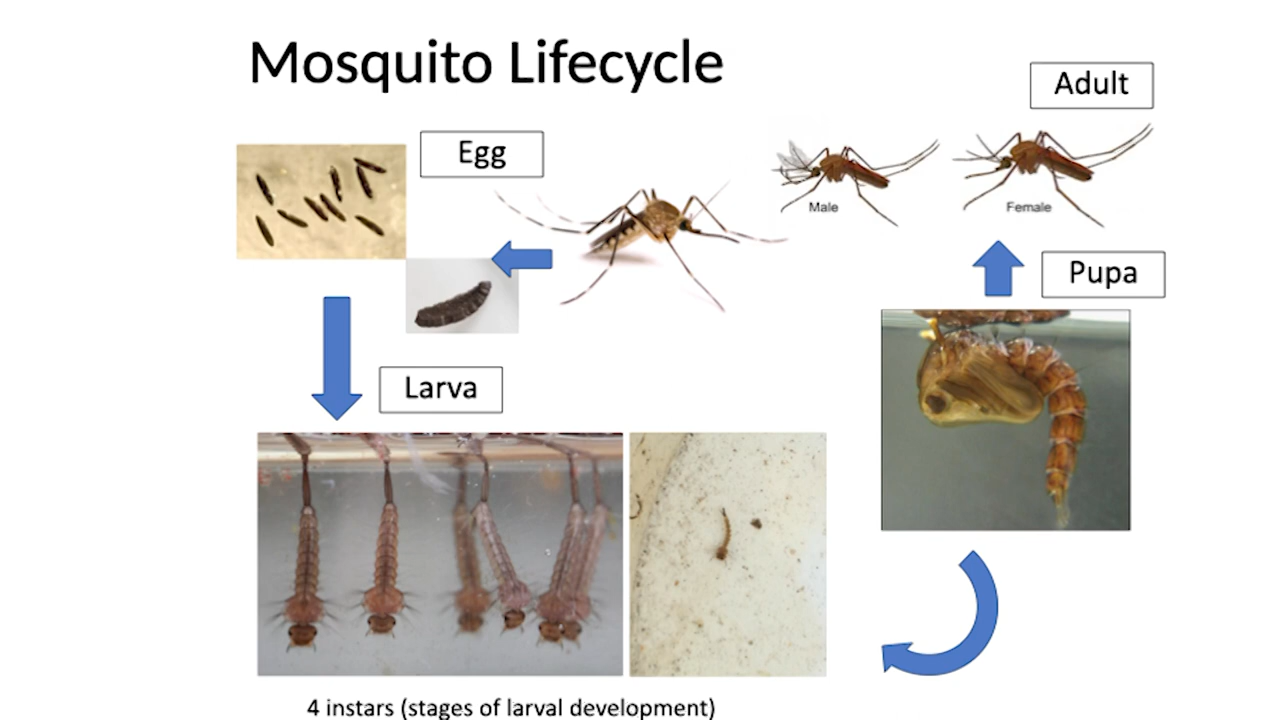 Mosquito Lifecycle
Adult
Egg
Male
Female
Pupa
Larva
4 instars (stages of larval development)